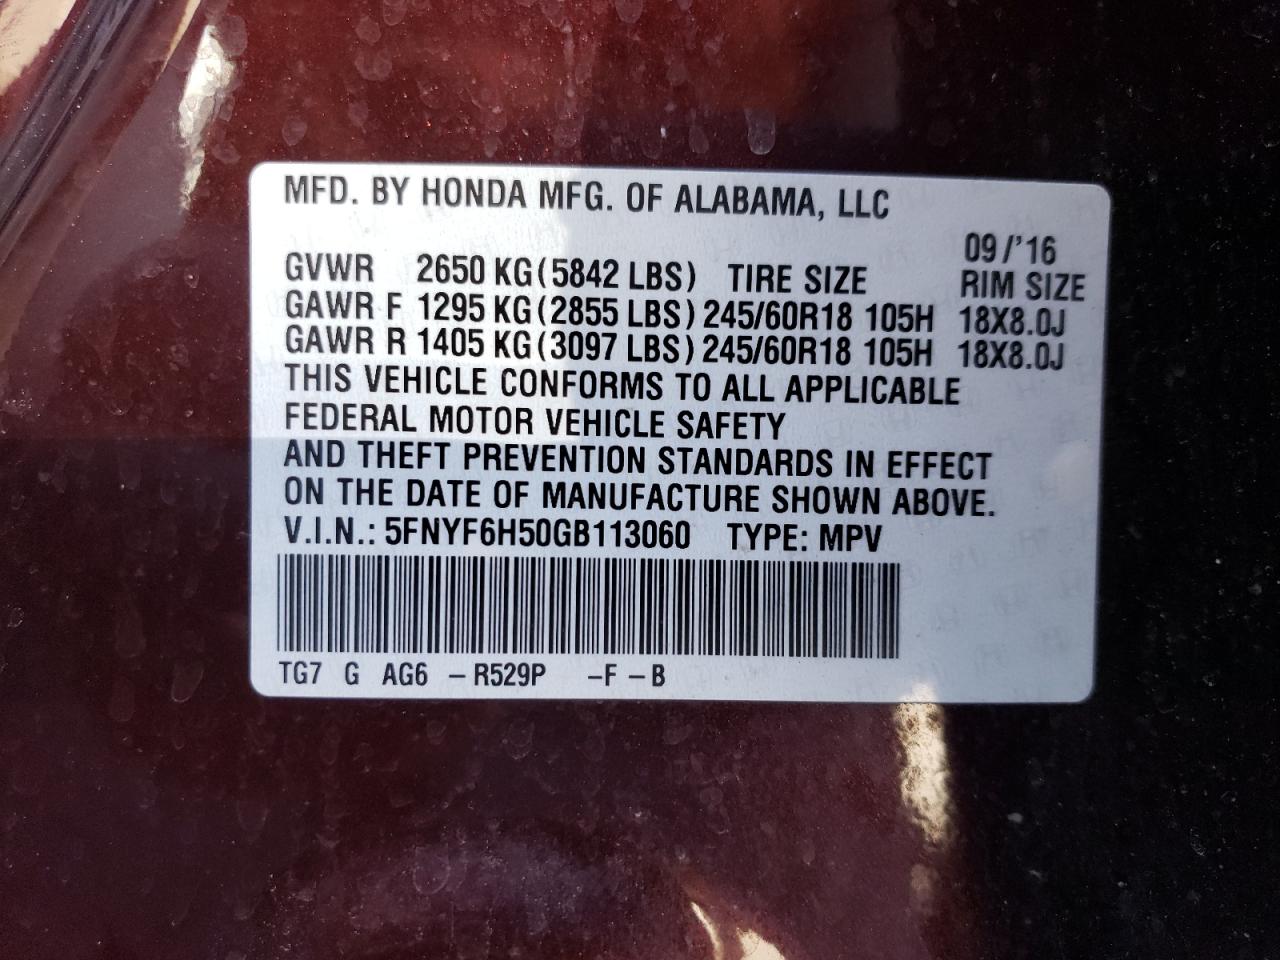 MFD. BY HONDA MFG. OF ALABAMA, LLC
09/'16
GVWR 2650 KG(5842 LBS) TIRE SIZE RIM SIZE
GAWR F 1295 KG(2855 LBS) 245/60R18 105H 18X8.0J
GAWR R 1405 KG(3097 LBS) 245/60R18 105H 18X8.0J
THIS VEHICLE CONFORMS TO ALL APPLICABLE
FEDERAL MOTOR VEHICLE SAFETY
AND THEFT PREVENTION STANDARDS IN EFFECT
ON THE DATE OF MANUFACTURE SHOWN ABOVE.
V.I.N.: 5FNYF6H50GB113060 TYPE: MPV
TG7 G AG6 -R529P -F-B